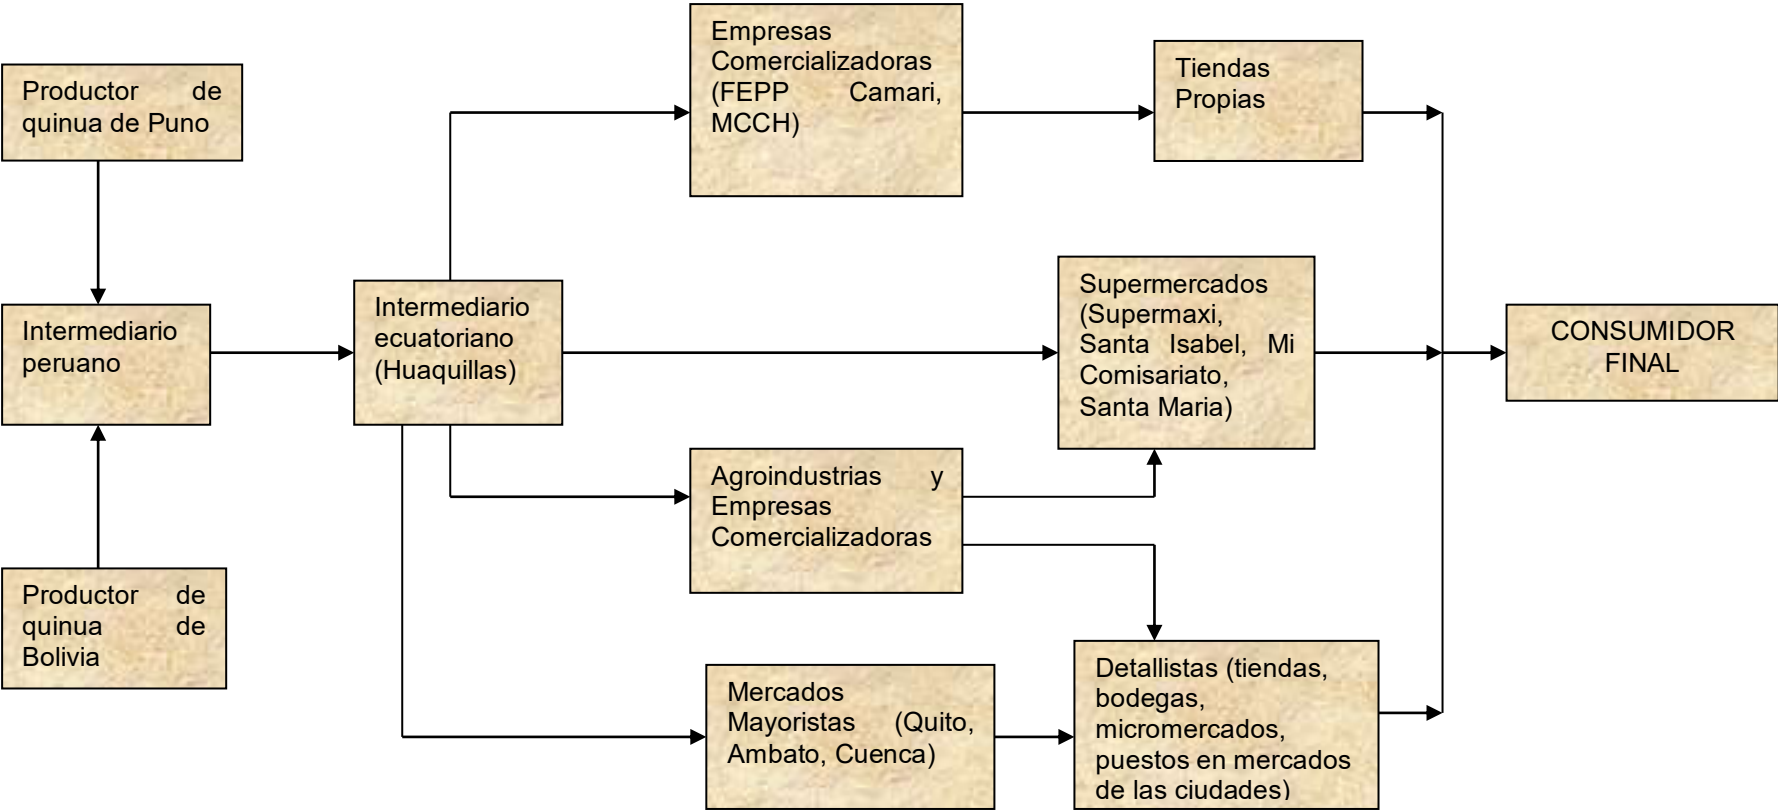 Productor de
quinua de Puno
Intermediario
peruano
Productor de
quinua de
Bolivia
Intermediario
ecuatoriano
(Huaquillas)
Empresas
Comercializadoras
(FEPP Camari,
MCCH)
Tiendas
Propias
Supermercados
(Supermaxi,
Santa Isabel, Mi
Comisariato,
Santa Maria)
Agroindustrias y
Empresas
Comercializadoras
Mercados
Mayoristas (Quito,
Ambato, Cuenca)
Detallistas (tiendas,
bodegas,
micromercados,
puestos en mercados
de las ciudades)
CONSUMIDOR
FINAL